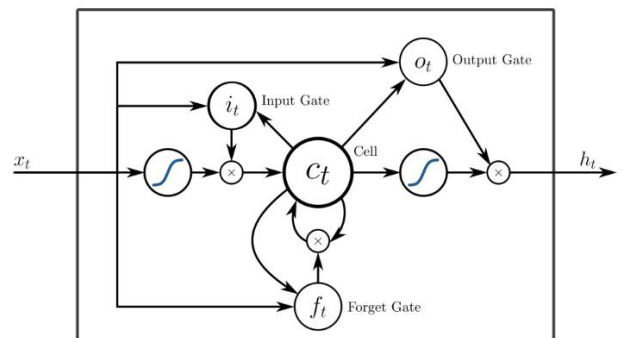 o_t Output Gate
i_t Input Gate
Cell
x_t c_t h_t
×
×
×
f_t Forget Gate